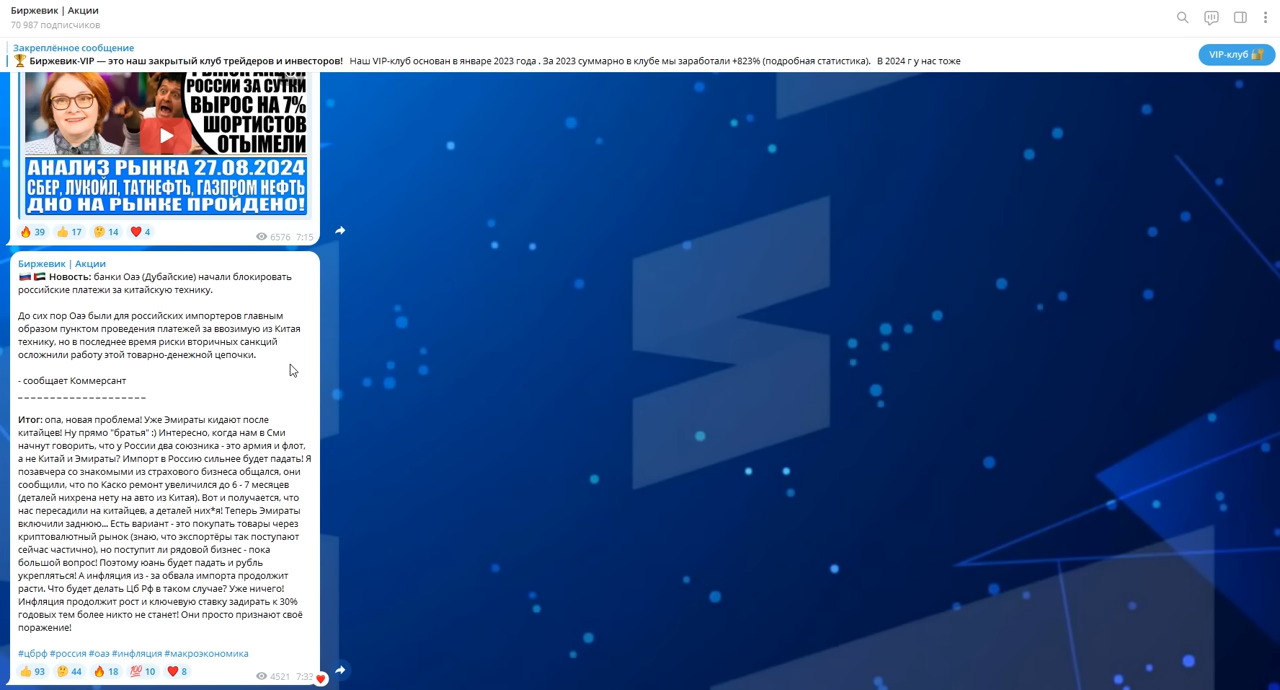 Биржевик | Акции
70 987 подписчиков
Закреплённое сообщение
🏆 Биржевик-VIP — это наш закрытый клуб трейдеров и инвесторов! Наш VIP-клуб основан в январе 2023 года . За 2023 суммарно в клубе мы заработали +823% (подробная статистика). В 2024 г у нас тоже
VIP-клуб 🔐
РОССИИ ЗА СУТКИ
ВЫРОС НА 7%
ШОРТИСТОВ
ОТЫМЕЛИ
АНАЛИЗ РЫНКА 27.08.2024
СБЕР, ЛУКОЙЛ, ТАТНЕФТЬ, ГАЗПРОМ НЕФТЬ
ДНО НА РЫНКЕ ПРОЙДЕНО!
🔥 39 👍 17 🤔 14 ❤️ 4 6576 7:15
Биржевик | Акции
🇷🇺 🇦🇪 Новость: банки Оаэ (Дубайские) начали блокировать
российские платежи за китайскую технику.
До сих пор Оаэ были для российских импортеров главным
образом пунктом проведения платежей за ввозимую из Китая
технику, но в последнее время риски вторичных санкций
осложнили работу этой товарно-денежной цепочки.
- сообщает Коммерсант
_ _ _ _ _ _ _ _ _ _ _ _ _ _ _ _ _ _ _ _
Итог: опа, новая проблема! Уже Эмираты кидают после
китайцев! Ну прямо "братья" :) Интересно, когда нам в Сми
начнут говорить, что у России два союзника - это армия и флот,
а не Китай и Эмираты? Импорт в Россию сильнее будет падать! Я
позавчера со знакомыми из страхового бизнеса общался, они
сообщили, что по Каско ремонт увеличился до 6 - 7 месяцев
(деталей нихрена нету на авто из Китая). Вот и получается, что
нас пересадили на китайцев, а деталей них*я! Теперь Эмираты
включили заднюю... Есть вариант - это покупать товары через
криптовалютный рынок (знаю, что экспортёры так поступают
сейчас частично), но поступит ли рядовой бизнес - пока
большой вопрос! Поэтому юань будет падать и рубль
укрепляться! А инфляция из - за обвала импорта продолжит
расти. Что будет делать Цб Рф в таком случае? Уже ничего!
Инфляция продолжит рост и ключевую ставку задирать к 30%
годовых тем более никто не станет! Они просто признают своё
поражение!
#цбрф #россия #оаэ #инфляция #макроэкономика
👍 93 🤔 44 🔥 18 💯 10 ❤️ 8 4521